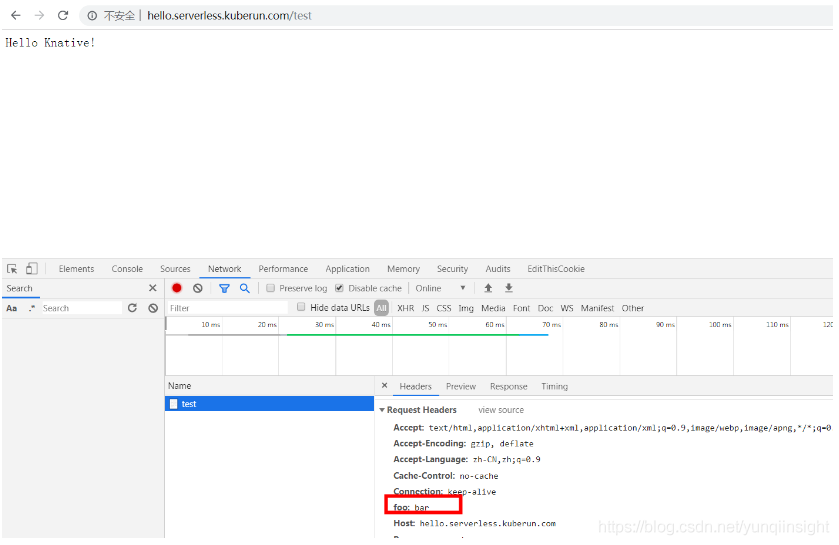 不安全 | hello.serverless.kuberun.com/test
Hello Knative!
Elements Console Sources Network Performance Application Memory Security Audits EditThisCookie
Search Preserve log Disable cache Online
Aa .* Search Filter Hide data URLs All XHR JS CSS Img Media Font Doc WS Manifest Other
10 ms 20 ms 30 ms 40 ms 50 ms 60 ms 70 ms 80 ms 90 ms 100 ms 110 ms 120
Name Headers Preview Response Timing
test
Request Headers view source
Accept: text/html,application/xhtml+xml,application/xml;q=0.9,image/webp,image/apng,*/*;q=0
Accept-Encoding: gzip, deflate
Accept-Language: zh-CN,zh;q=0.9
Cache-Control: no-cache
Connection: keep-alive
foo: bar
Host: hello.serverless.kuberun.com
https://blog.csdn.net/yunqiinsight